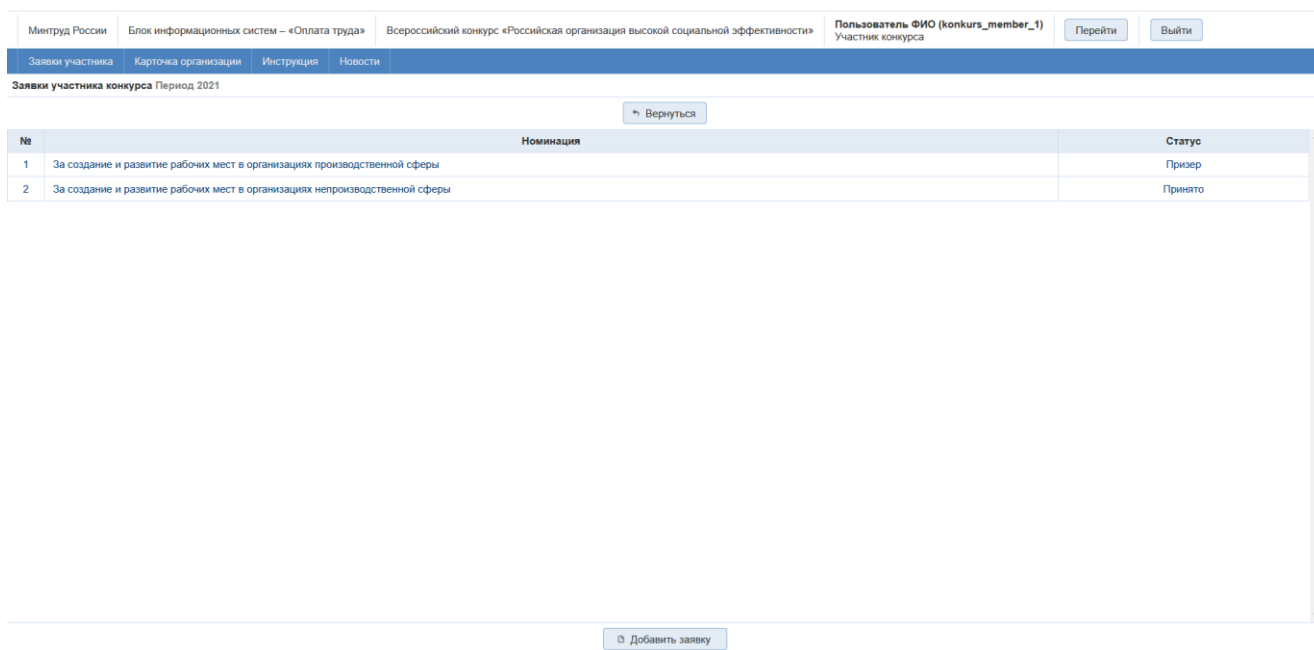 Минтруд России Блок информационных систем – «Оплата труда» Всероссийский конкурс «Российская организация высокой социальной эффективности» Пользователь ФИО (konkurs_member_1) Перейти Выйти
Участник конкурса
Заявки участника Карточка организации Инструкция Новости
Заявки участника конкурса Период 2021
Вернуться
№ Номинация Статус
1 За создание и развитие рабочих мест в организациях производственной сферы Призер
2 За создание и развитие рабочих мест в организациях непроизводственной сферы Принято
Добавить заявку